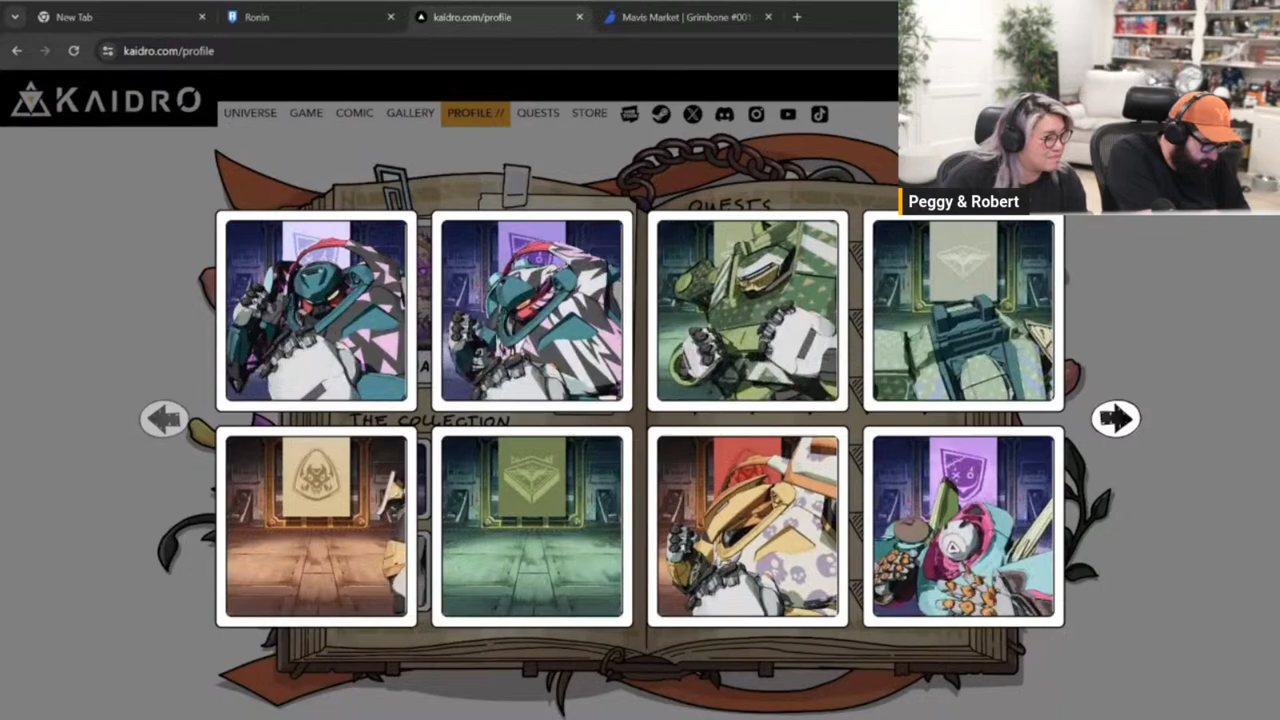 New Tab
Ronin
kaidro.com/profile
Mavis Market | Grimbone #001
kaidro.com/profile
KAIDRO
UNIVERSE GAME COMIC GALLERY PROFILE // QUESTS STORE
Peggy & Robert
QUESTS
THE COLLECTION